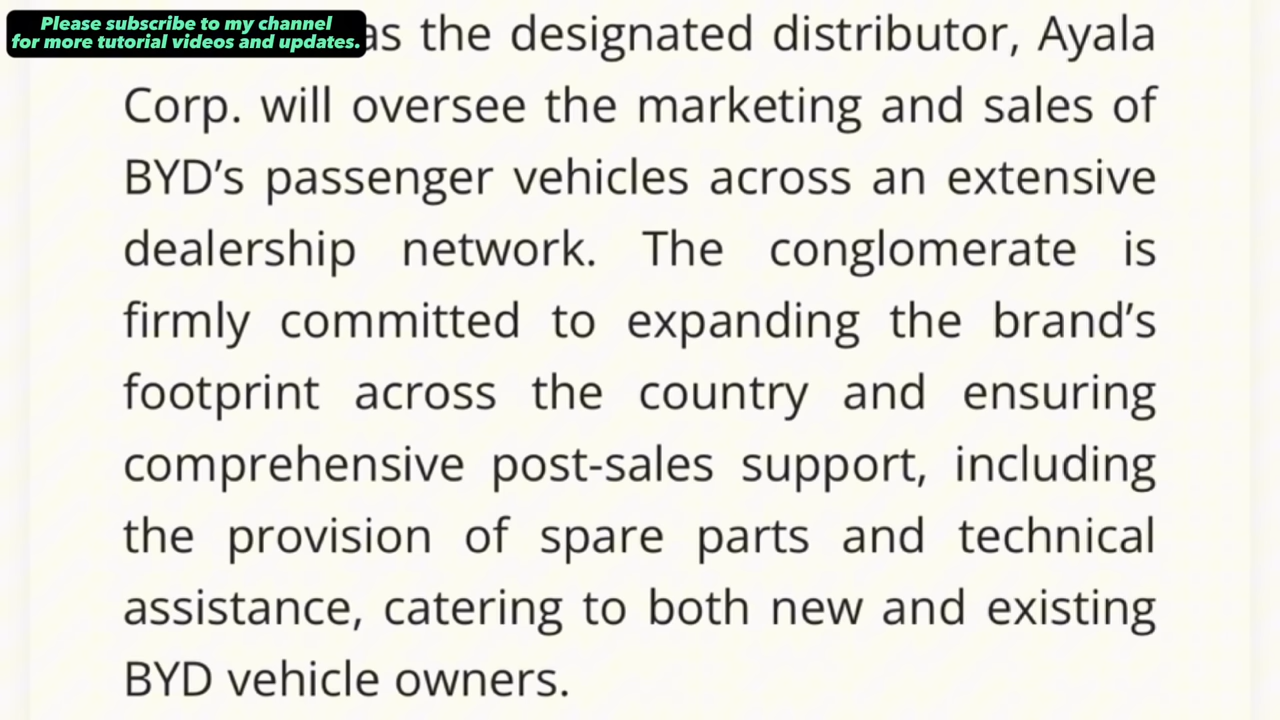 Please subscribe to my channel
for more tutorial videos and updates.
as the designated distributor, Ayala
Corp. will oversee the marketing and sales of
BYD’s passenger vehicles across an extensive
dealership network. The conglomerate is
firmly committed to expanding the brand’s
footprint across the country and ensuring
comprehensive post-sales support, including
the provision of spare parts and technical
assistance, catering to both new and existing
BYD vehicle owners.